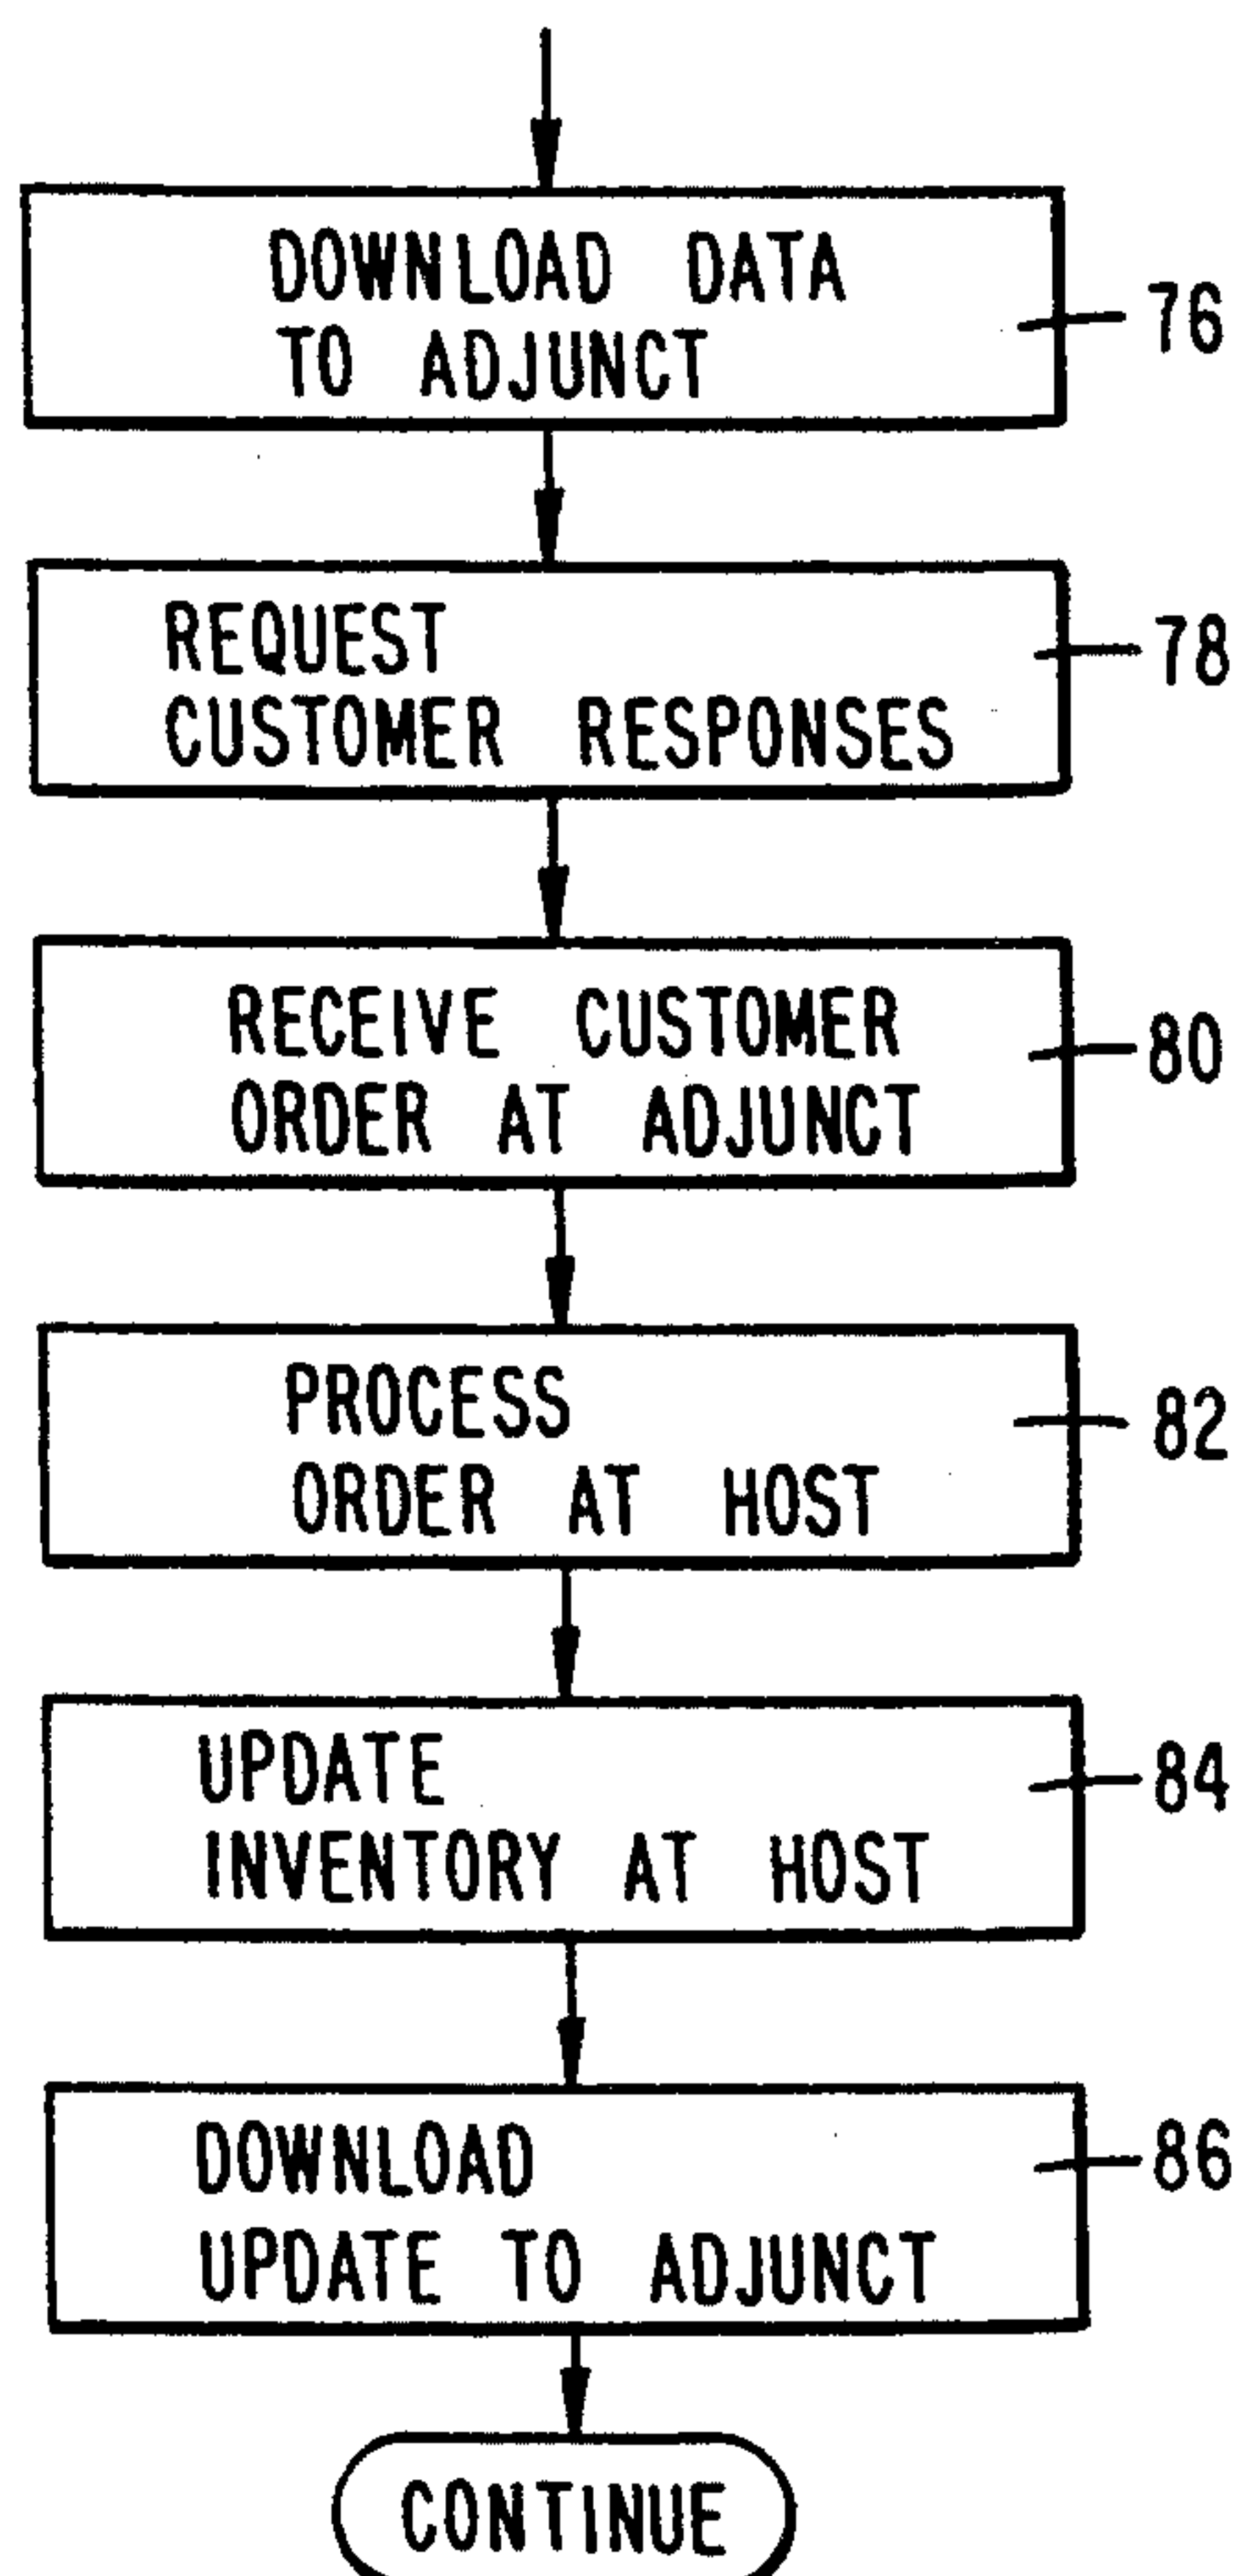 DOWNLOAD DATA
TO ADJUNCT
76
REQUEST
CUSTOMER RESPONSES
78
RECEIVE CUSTOMER
ORDER AT ADJUNCT
80
PROCESS
ORDER AT HOST
82
UPDATE
INVENTORY AT HOST
84
DOWNLOAD
UPDATE TO ADJUNCT
86
CONTINUE